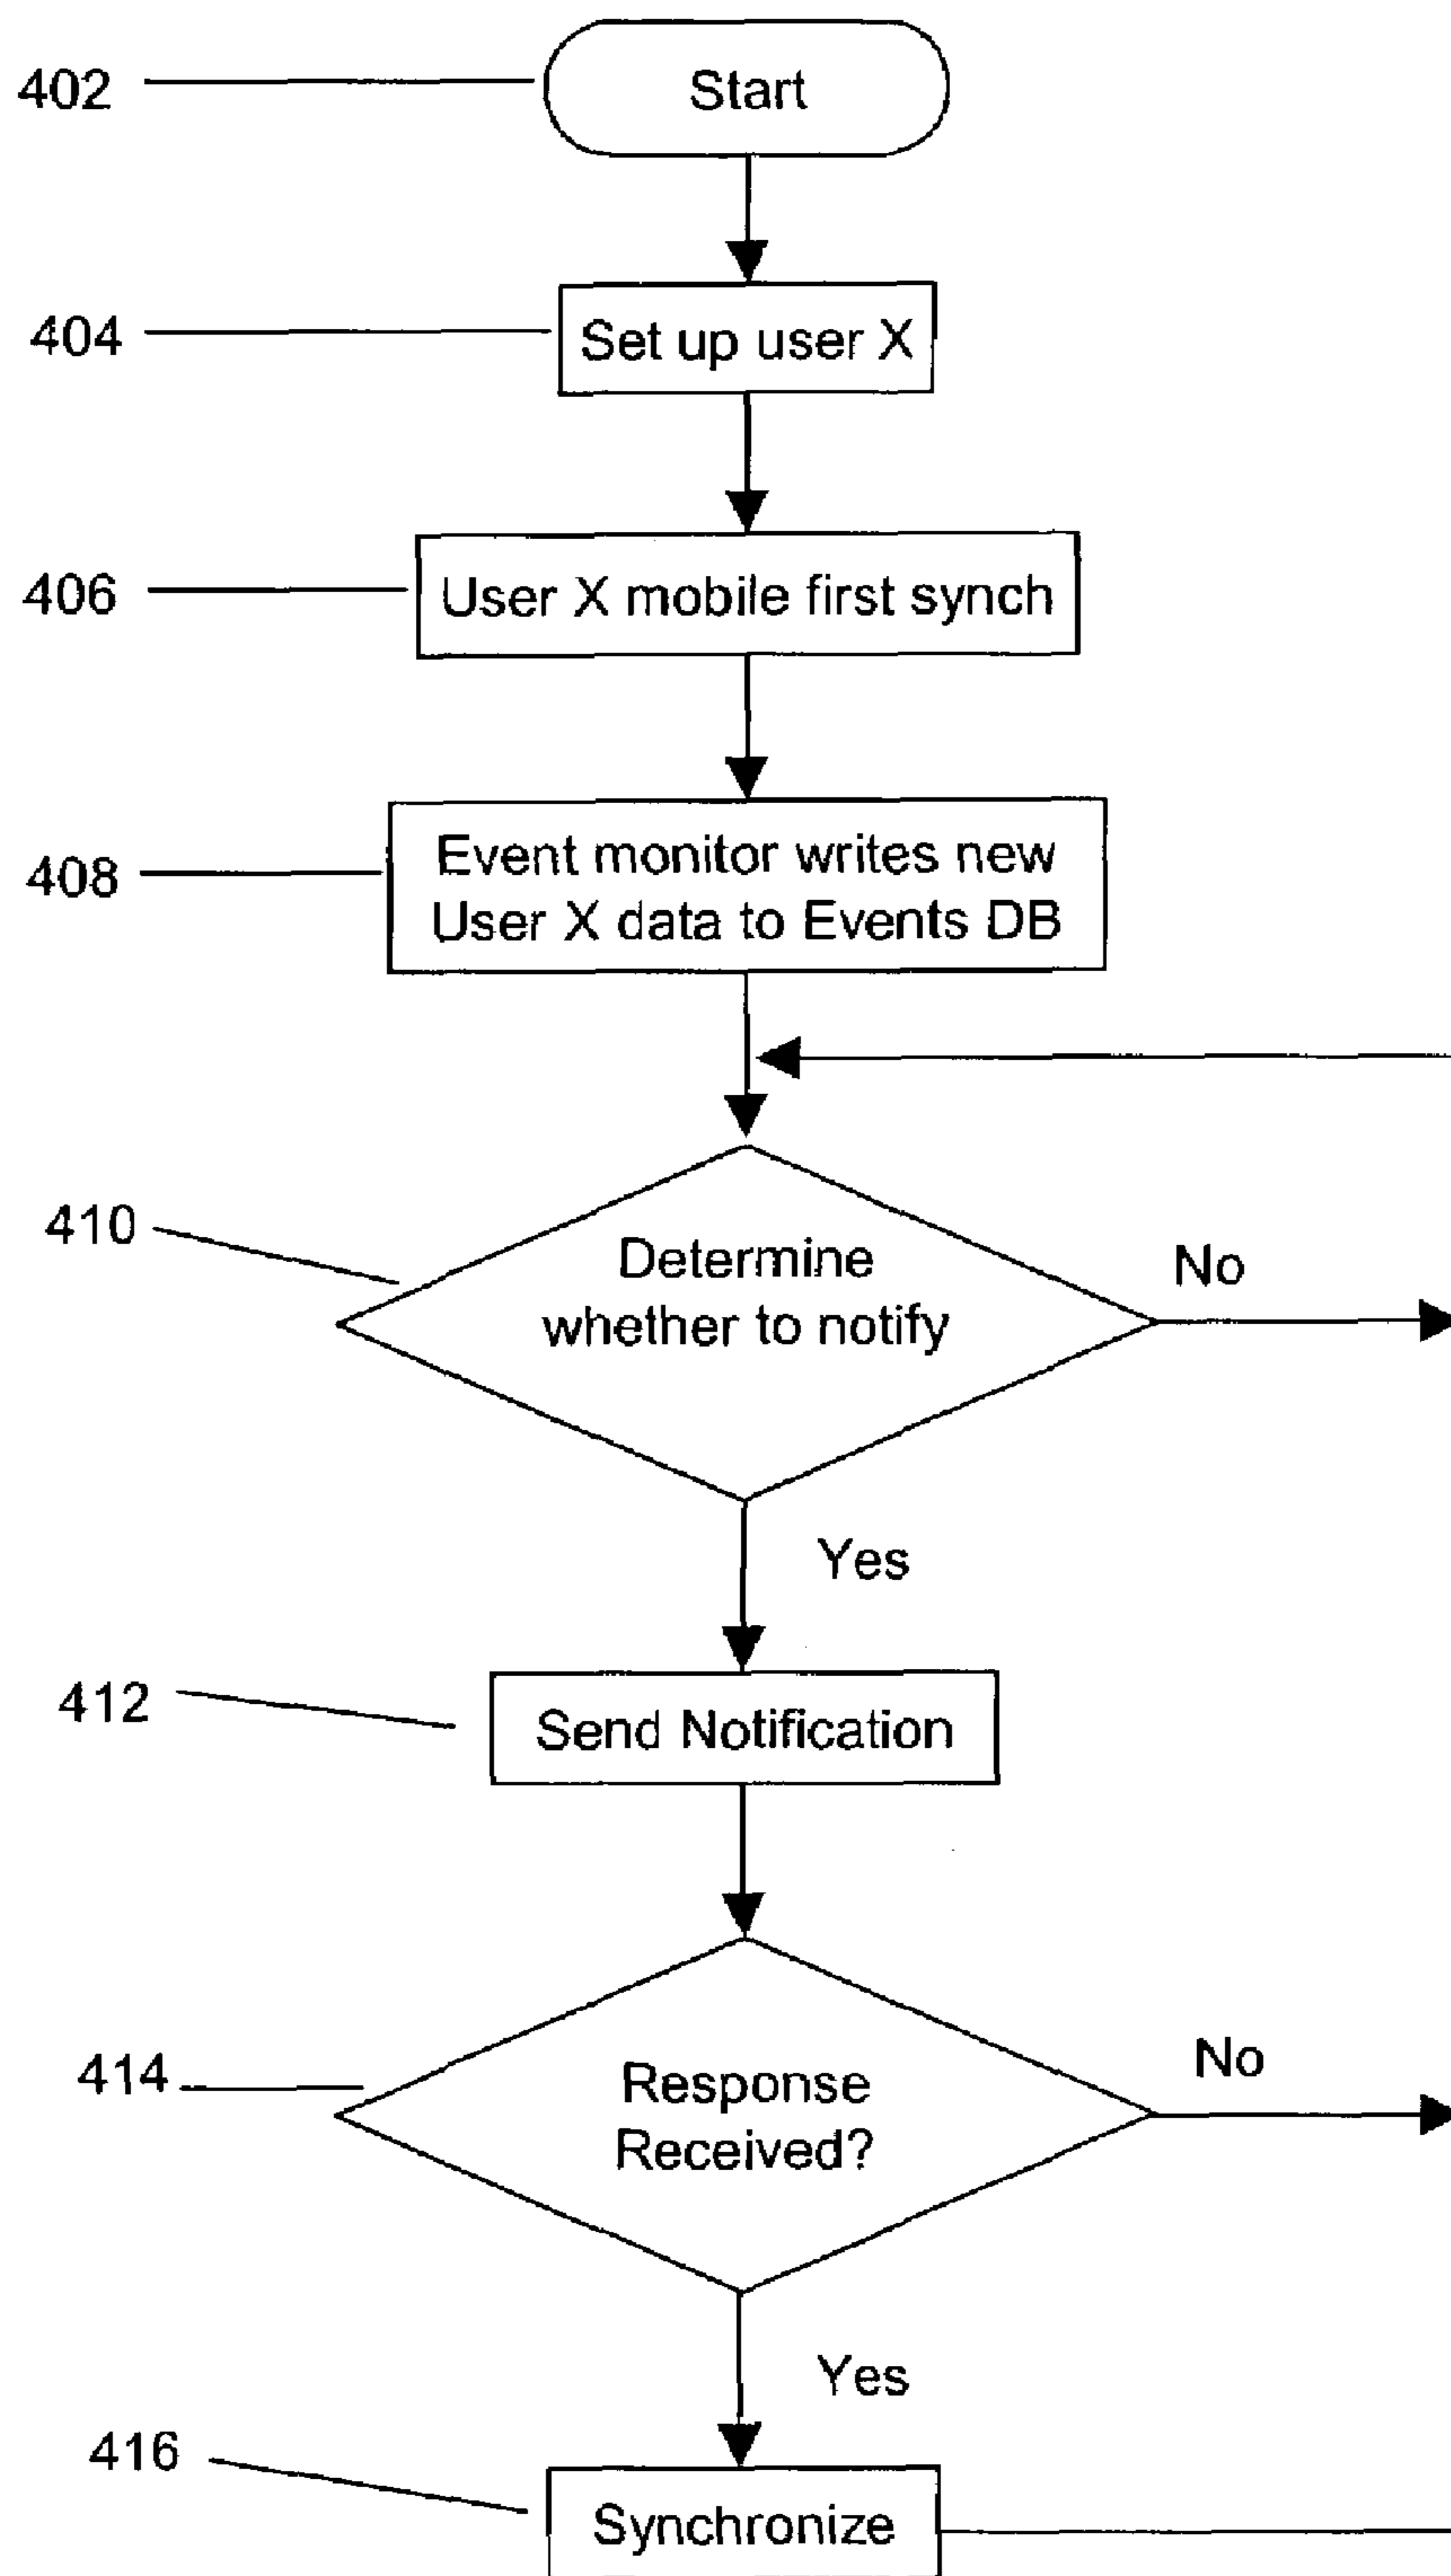 402
Start
404
Set up user X
406
User X mobile first synch
408
Event monitor writes new
User X data to Events DB
410
Determine
whether to notify
No
Yes
412
Send Notification
414
Response
Received?
No
Yes
416
Synchronize